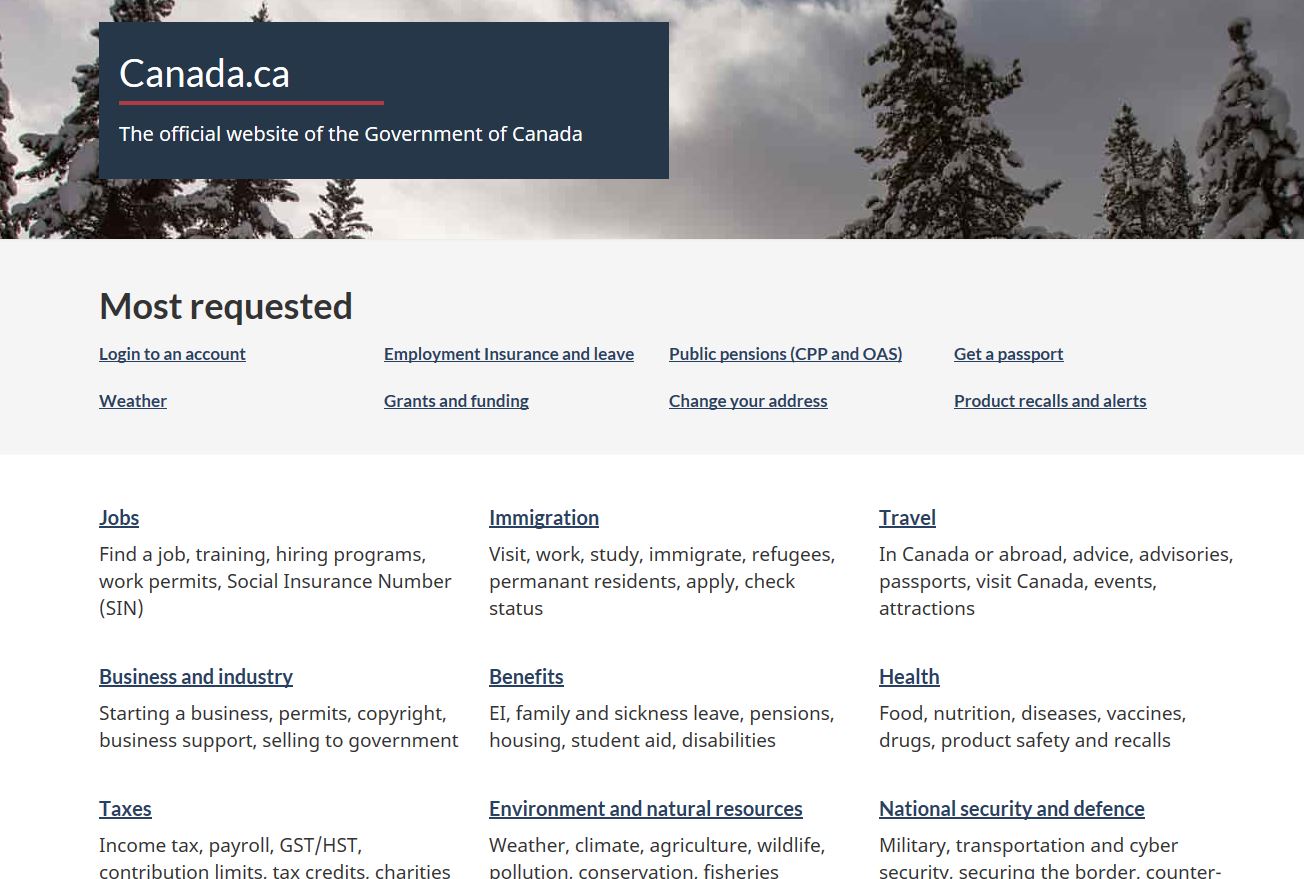 Canada.ca
The official website of the Government of Canada
Most requested
Login to an account
Employment Insurance and leave
Public pensions (CPP and OAS)
Get a passport
Weather
Grants and funding
Change your address
Product recalls and alerts
Jobs
Find a job, training, hiring programs,
work permits, Social Insurance Number
(SIN)
Immigration
Visit, work, study, immigrate, refugees,
permanant residents, apply, check
status
Travel
In Canada or abroad, advice, advisories,
passports, visit Canada, events,
attractions
Business and industry
Starting a business, permits, copyright,
business support, selling to government
Benefits
EI, family and sickness leave, pensions,
housing, student aid, disabilities
Health
Food, nutrition, diseases, vaccines,
drugs, product safety and recalls
Taxes
Income tax, payroll, GST/HST,
contribution limits, tax credits, charities
Environment and natural resources
Weather, climate, agriculture, wildlife,
pollution, conservation, fisheries
National security and defence
Military, transportation and cyber
security, securing the border, counter-